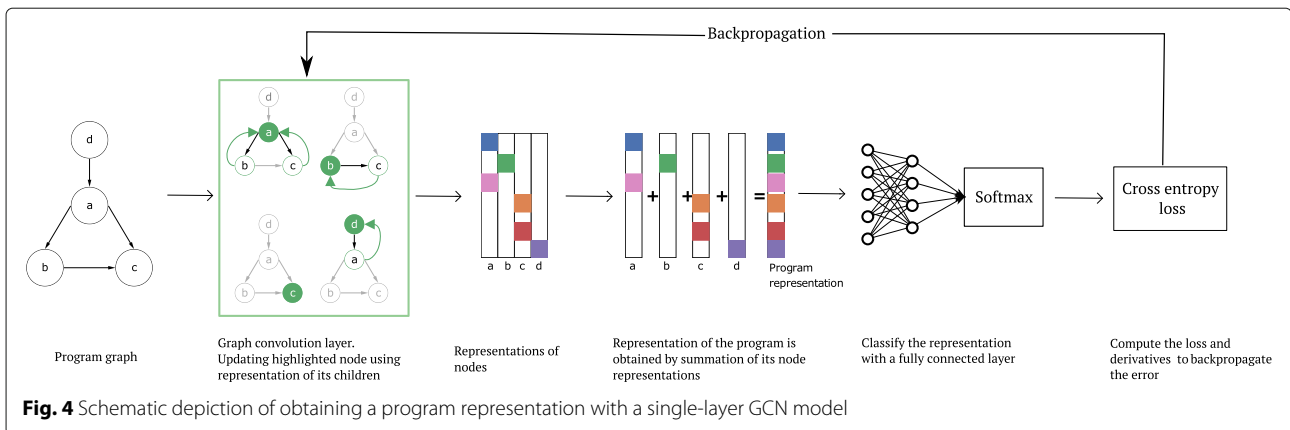 Backpropagation
d
a
b
c
d
a
b
c
d
a
b
c
d
a
b
c
d
a
b
c
a b c d
+ + + =
a b c d
Program
representation
Softmax
Cross entropy
loss
Program graph
Graph convolution layer.
Updating highlighted node using
representation of its children
Representations of
nodes
Representation of the program is
obtained by summation of its node
representations
Classify the representation
with a fully connected layer
Compute the loss and
derivatives to backpropagate
the error
Fig. 4 Schematic depiction of obtaining a program representation with a single-layer GCN model